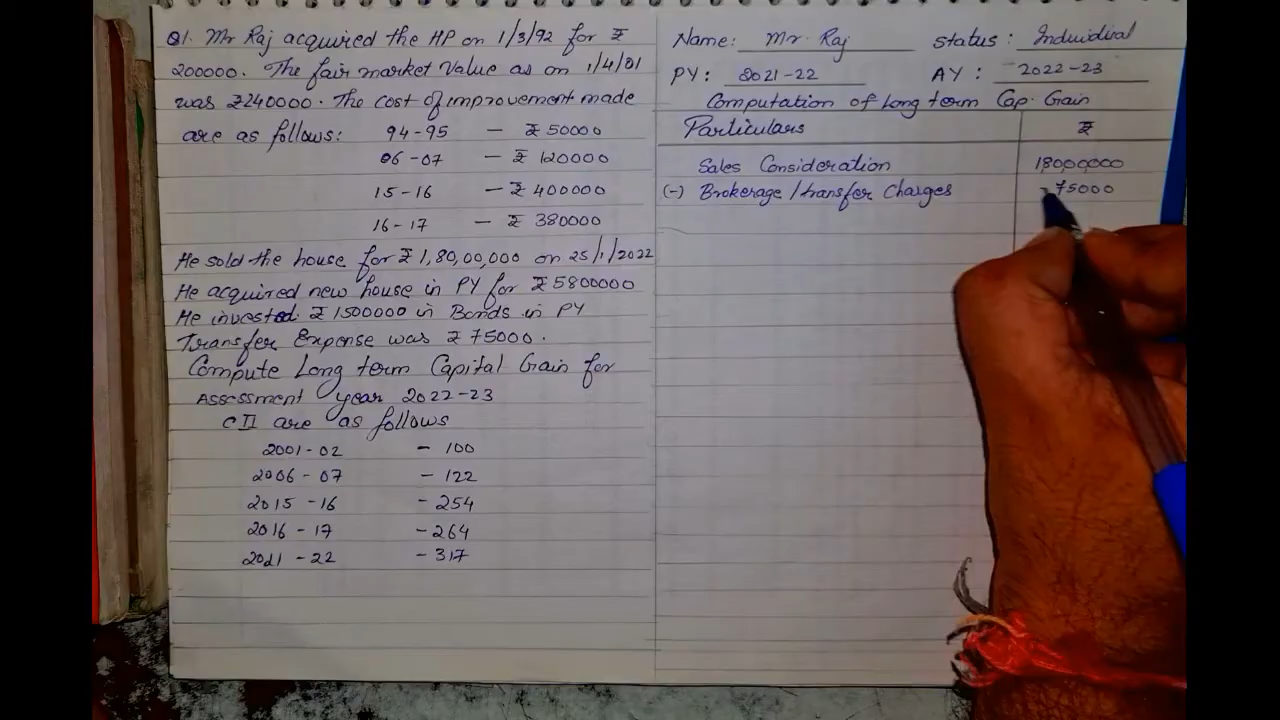 Q1. Mr Raj acquired the HP on 1/3/92 for ₹
200000. The fair market value as on 1/4/01
was ₹240000. The cost of improvement made
are as follows: 94-95 - ₹ 50000
06-07 - ₹ 120000
15-16 - ₹ 400000
16-17 - ₹ 380000
He sold the house for ₹ 1,80,00,000 on 25/1/2022
He acquired new house in PY for ₹ 5800000
He invested ₹ 1500000 in Bonds in PY
Transfer Expense was ₹ 75000.
Compute Long term Capital Gain for
Assessment year 2022-23
CII are as follows
2001-02 - 100
2006-07 - 122
2015-16 - 254
2016-17 - 264
2021-22 - 317
Name: Mr. Raj Status: Individual
PY: 2021-22 AY: 2022-23
Computation of Long term Cap. Gain
Particulars ₹
Sales Consideration 18000000
(-) Brokerage/transfer Charges 75000